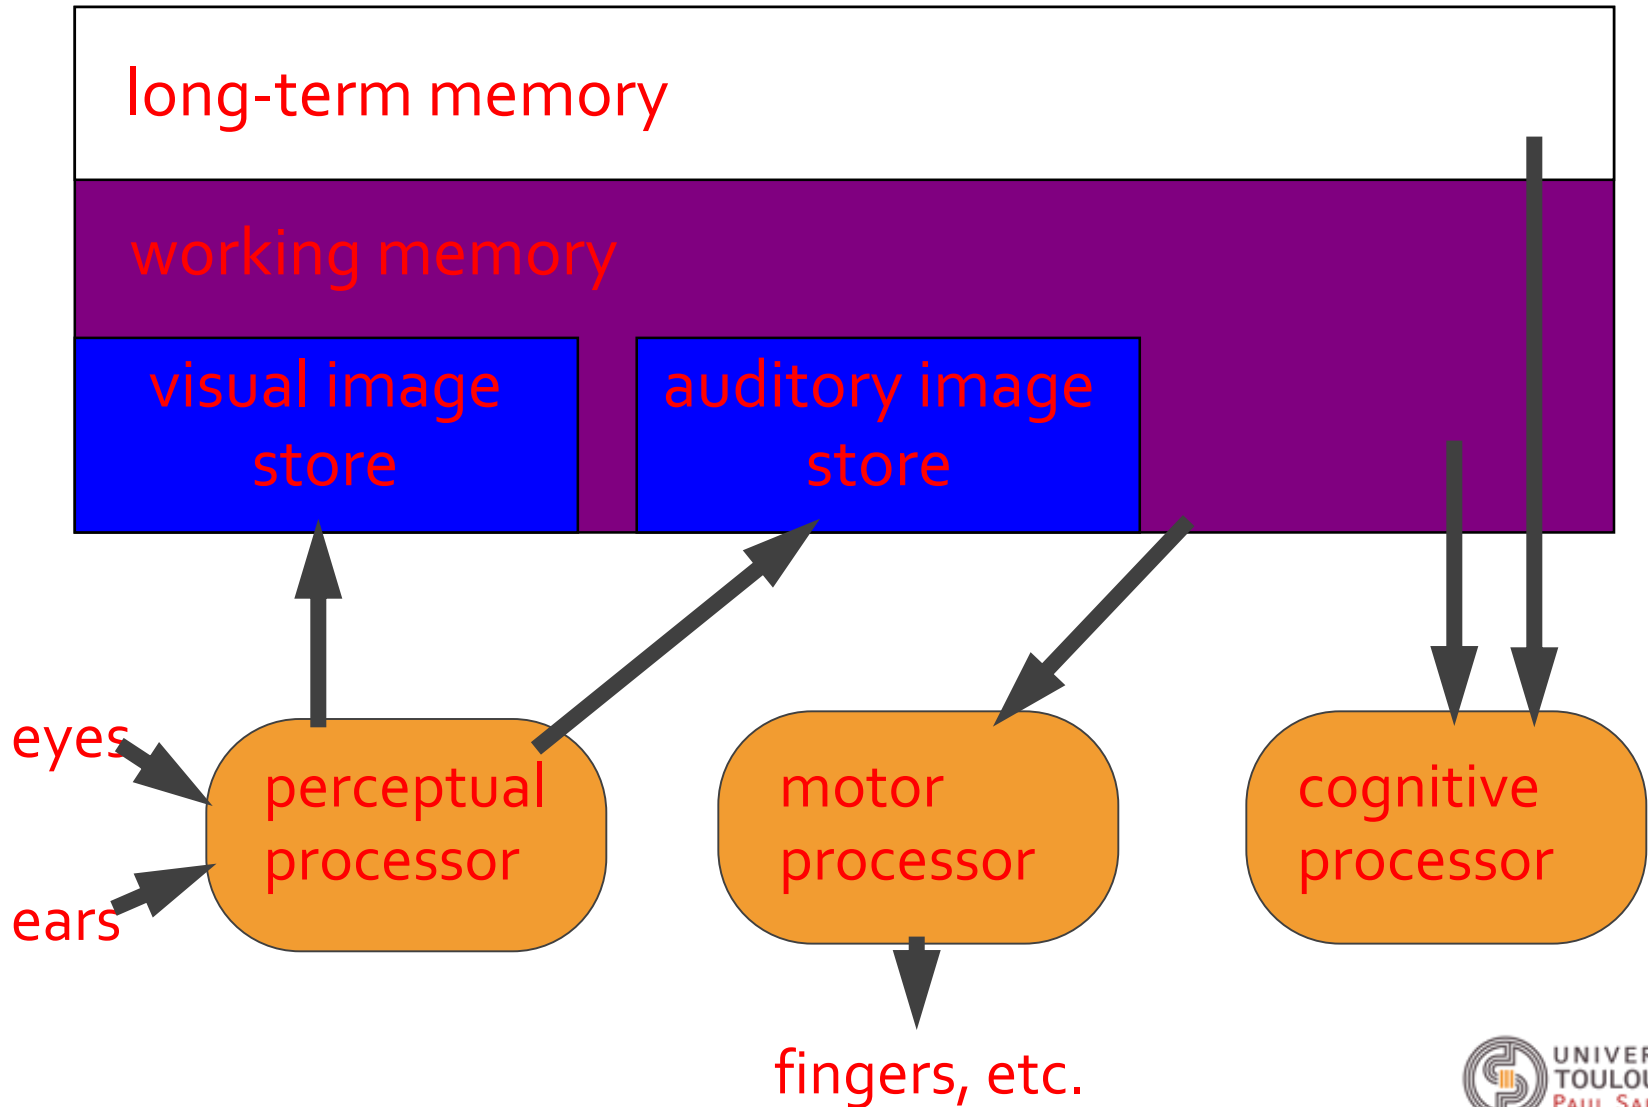 long-term memory
working memory
visual image
store
auditory image
store
eyes
ears
perceptual
processor
motor
processor
cognitive
processor
fingers, etc.